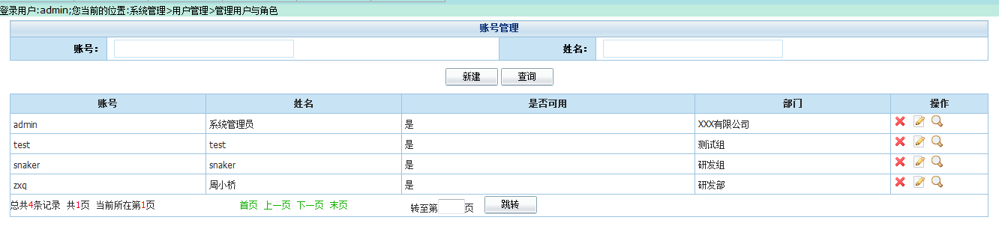 登录用户:admin;您当前的位置:系统管理>用户管理>管理用户与角色
账号管理
账号: 姓名:
新建 查询
账号 姓名 是否可用 部门 操作
admin 系统管理员 是 XXX有限公司
test test 是 测试组
snaker snaker 是 研发组
zxq 周小桥 是 研发部
总共4条记录 共1页 当前所在第1页 首页 上一页 下一页 末页 转至第 页 跳转